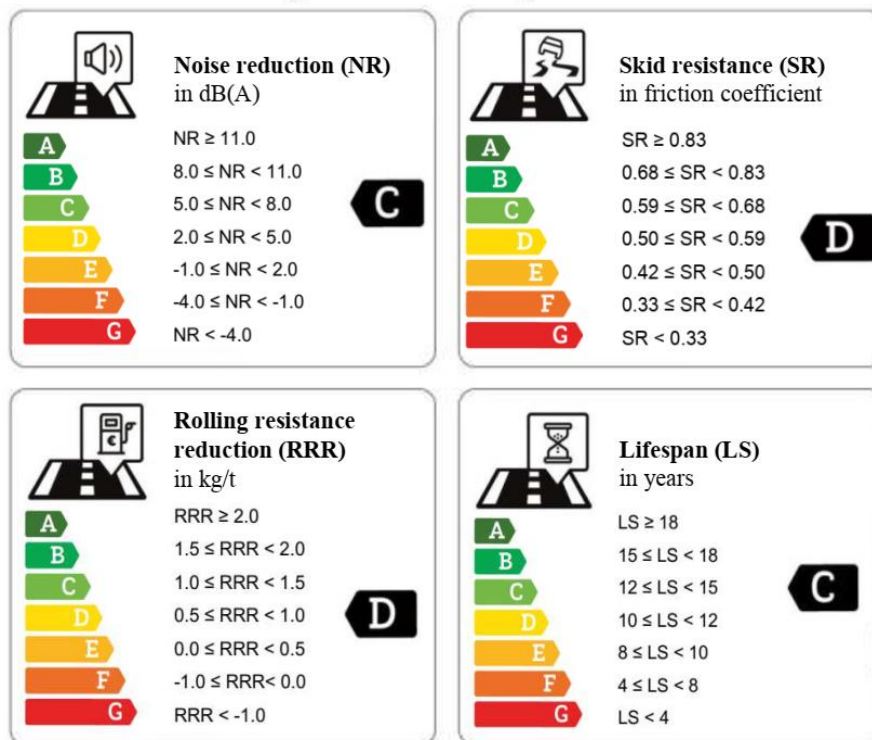 Noise reduction (NR)
in dB(A)
A
NR ≥ 11.0
B
8.0 ≤ NR < 11.0
C
5.0 ≤ NR < 8.0
C
D
2.0 ≤ NR < 5.0
E
-1.0 ≤ NR < 2.0
F
-4.0 ≤ NR < -1.0
G
NR < -4.0
Skid resistance (SR)
in friction coefficient
A
SR ≥ 0.83
B
0.68 ≤ SR < 0.83
C
0.59 ≤ SR < 0.68
D
0.50 ≤ SR < 0.59
D
E
0.42 ≤ SR < 0.50
F
0.33 ≤ SR < 0.42
G
SR < 0.33
€
Rolling resistance
reduction (RRR)
in kg/t
A
RRR ≥ 2.0
B
1.5 ≤ RRR < 2.0
C
1.0 ≤ RRR < 1.5
D
0.5 ≤ RRR < 1.0
D
E
0.0 ≤ RRR < 0.5
F
-1.0 ≤ RRR< 0.0
G
RRR < -1.0
Lifespan (LS)
in years
A
LS ≥ 18
B
15 ≤ LS < 18
C
12 ≤ LS < 15
C
D
10 ≤ LS < 12
E
8 ≤ LS < 10
F
4 ≤ LS < 8
G
LS < 4